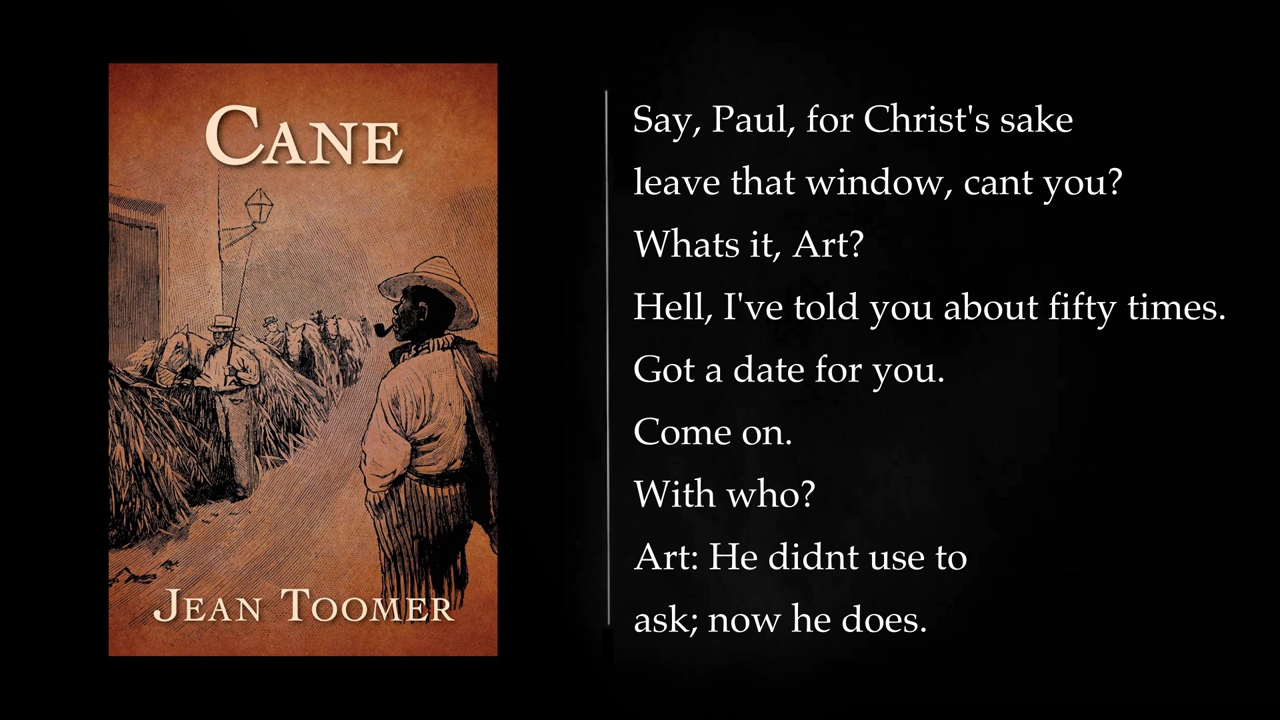 CANE
JEAN TOOMER
Say, Paul, for Christ's sake
leave that window, cant you?
Whats it, Art?
Hell, I've told you about fifty times.
Got a date for you.
Come on.
With who?
Art: He didnt use to
ask; now he does.